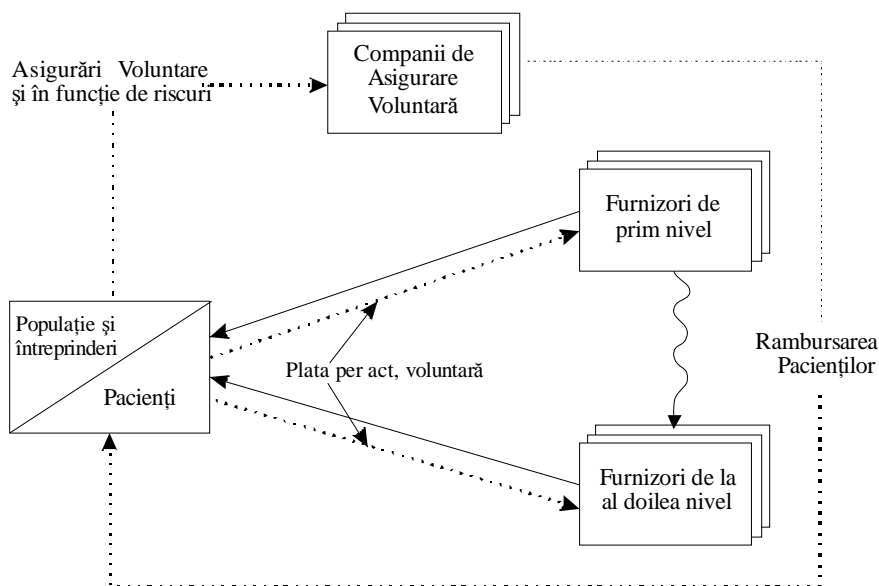 Companii de
Asigurare
Voluntară
Asigurări Voluntare
și în funcție de riscuri
Furnizori de
prim nivel
Populație și
întreprinderi
Pacienți
Plata per act, voluntară
Rambursarea
Pacienților
Furnizori de la
al doilea nivel